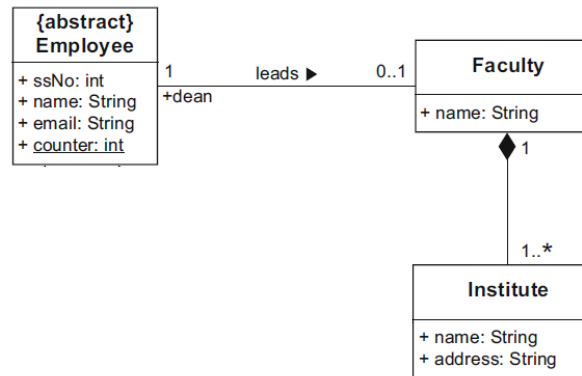 {abstract}
Employee
+ ssNo: int
+ name: String
+ email: String
+ counter: int
1
leads ▶
0..1
+dean
Faculty
+ name: String
1
1..*
Institute
+ name: String
+ address: String